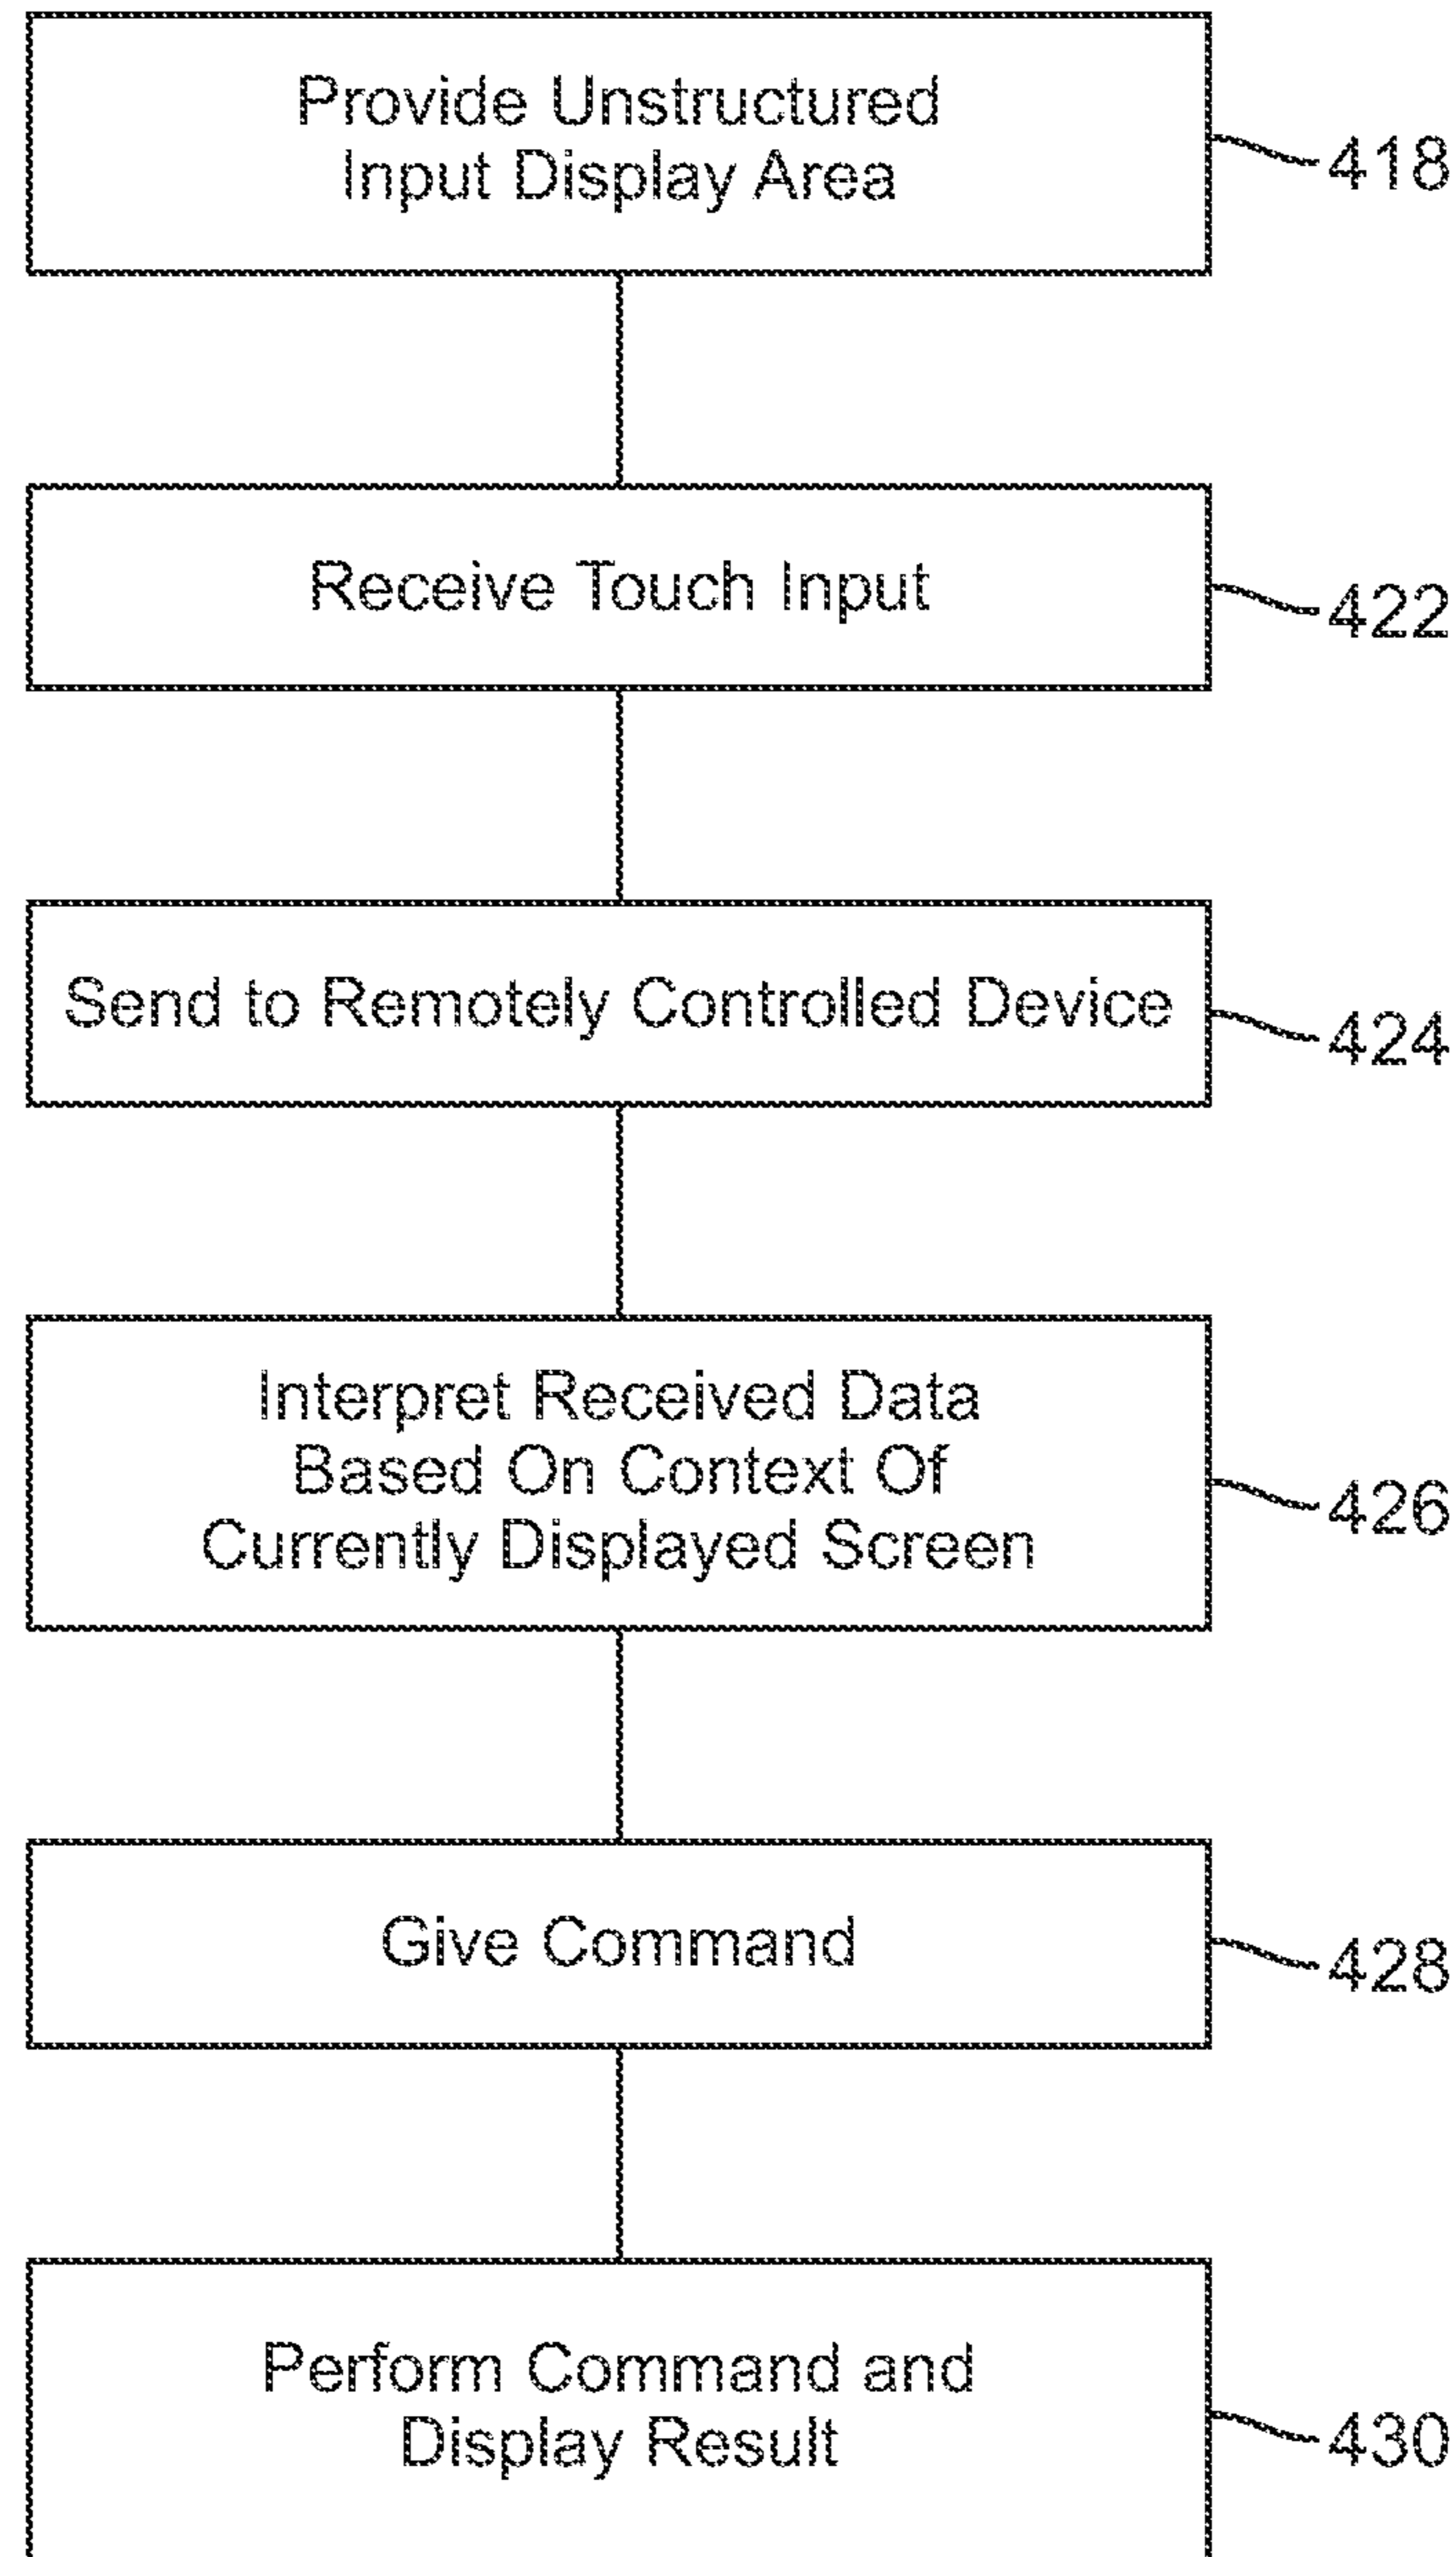 Provide Unstructured
Input Display Area
418
Receive Touch Input
422
Send to Remotely Controlled Device
424
Interpret Received Data
Based On Context Of
Currently Displayed Screen
426
Give Command
428
Perform Command and
Display Result
430